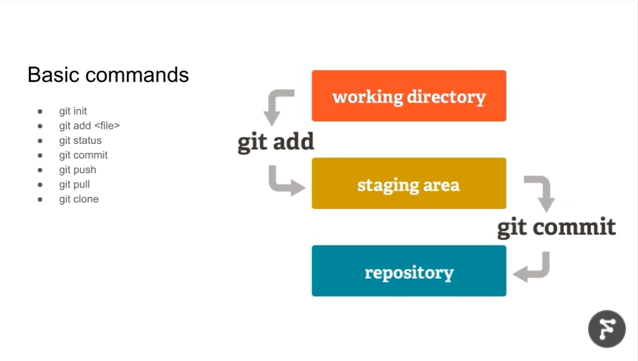 Basic commands
git init
git add <file>
git status
git commit
git push
git pull
git clone
working directory
git add
staging area
git commit
repository